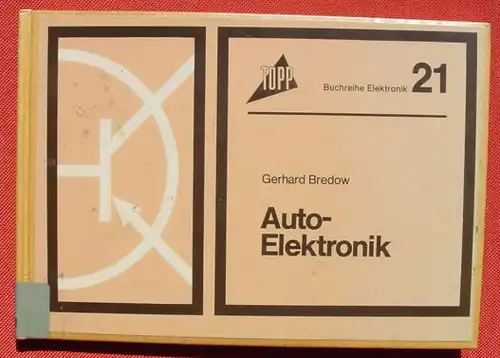 TOPP
Buchreihe Elektronik 21
Gerhard Bredow
Auto-
Elektronik